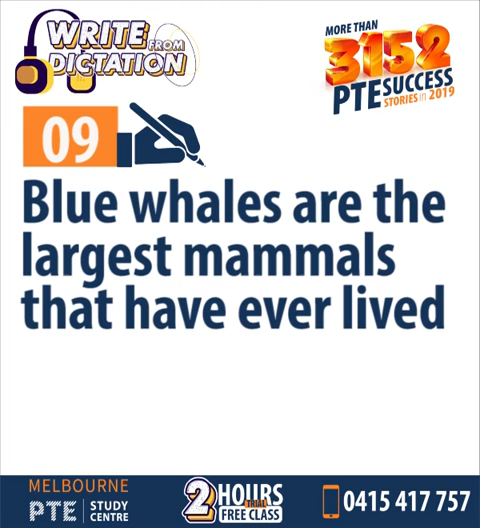 WRITE FROM
DICTATION
MORE THAN
3152
PTE SUCCESS
STORIES in 2019
09
Blue whales are the
largest mammals
that have ever lived
MELBOURNE
PTE STUDY
CENTRE
2 HOURS
TRIAL
FREE CLASS
0415 417 757